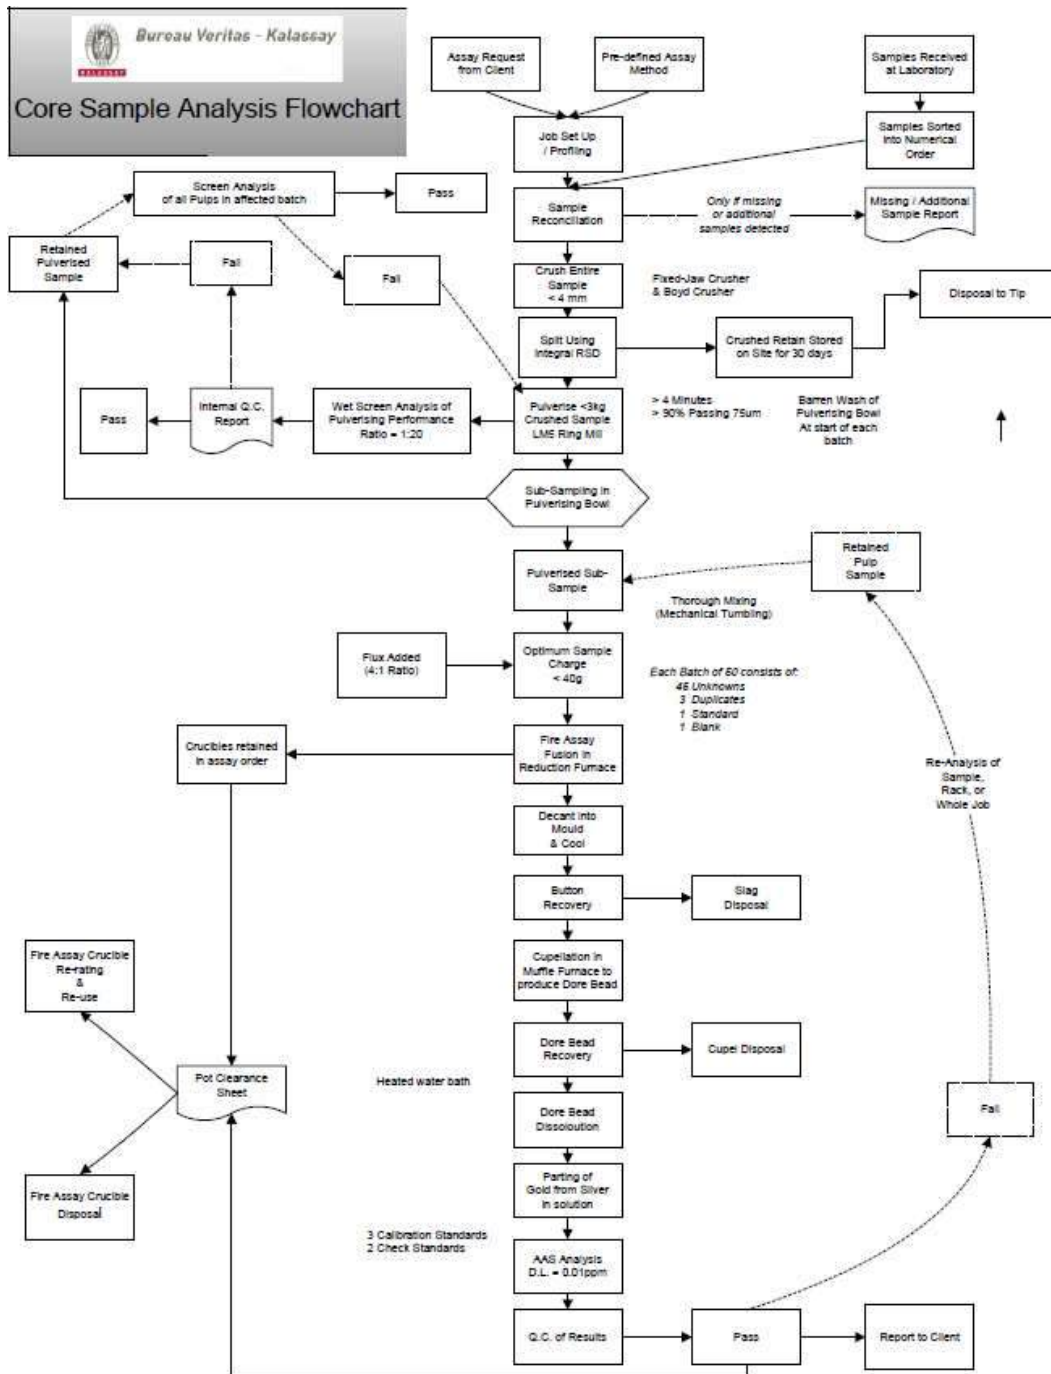 Bureau Veritas - Kalassay
KALASSAY
Core Sample Analysis Flowchart
Assay Request
from Client
Pre-defined Assay
Method
Samples Received
at Laboratory
Job Set Up
/ Profiling
Samples Sorted
Into Numerical
Order
Screen Analysis
of all Pulps in affected batch
Pass
Sample
Reconciliation
Only if missing
or additional
samples detected
Missing / Additional
Sample Report
Retained
Pulverised
Sample
Fail
Fail
Crush Entire
Sample
< 4 mm
Fixed-Jaw Crusher
& Boyd Crusher
Disposal to Tip
Split Using
Integral RSD
Crushed Retain Stored
on Site for 30 days
Pass
Internal Q.C.
Report
Wet Screen Analysis of
Pulverising Performance
Ratio = 1:20
Pulverise <3kg
Crushed Sample
LM5 Ring Mill
> 4 Minutes
> 90% Passing 75um
Barren Wash of
Pulverising Bowl
At start of each
batch
Sub-Sampling in
Pulverising Bowl
Pulverised Sub-
Sample
Retained
Pulp
Sample
Thorough Mixing
(Mechanical Tumbling)
Flux Added
(4:1 Ratio)
Optimum Sample
Charge
< 40g
Each Batch of 50 consists of:
45 Unknowns
3 Duplicates
1 Standard
1 Blank
Crucibles retained
in assay order
Fire Assay
Fusion in
Reduction Furnace
Re-Analysis of
Sample,
Rack, or
Whole Job
Decant into
Mould
& Cool
Button
Recovery
Slag
Disposal
Fire Assay Crucible
Re-rating
&
Re-use
Cupellation in
Muffle Furnace to
produce Dore Bead
Dore Bead
Recovery
Cupel Disposal
Pot Clearance
Sheet
Heated water bath
Dore Bead
Dissoloution
Fail
Fire Assay Crucible
Disposal
Parting of
Gold from Silver
in solution
3 Calibration Standards
2 Check Standards
AAS Analysis
D.L. = 0.01ppm
Q.C. of Results
Pass
Report to Client